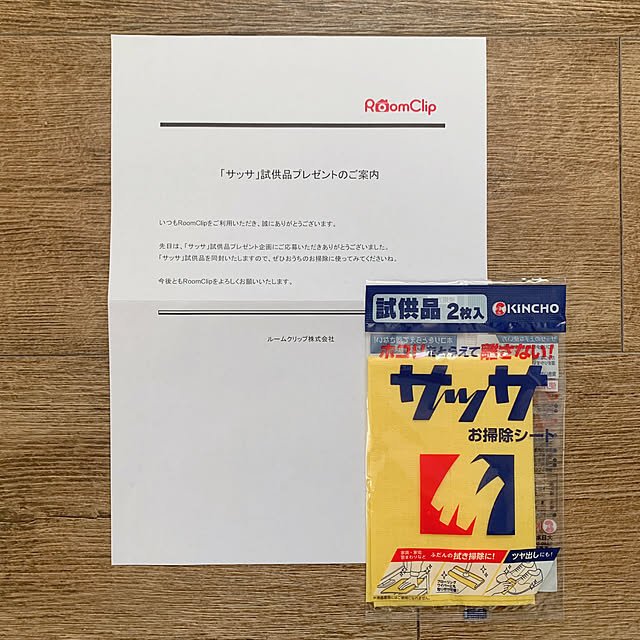 RoomClip
「サッサ」試供品プレゼントのご案内
いつもRoomClipをご利用いただき、誠にありがとうございます。
先日は、「サッサ」試供品プレゼント企画にご応募いただきありがとうございました。
「サッサ」試供品を同封いたしますので、ぜひおうちのお掃除に使ってみてくださいね。
今後ともRoomClipをよろしくお願いいたします。
ルームクリップ株式会社
試供品 2枚入 KINCHO
ホコリをとらえて離さない!
サッサ
お掃除シート
ふだんの拭き掃除に! ツヤ出しにも!